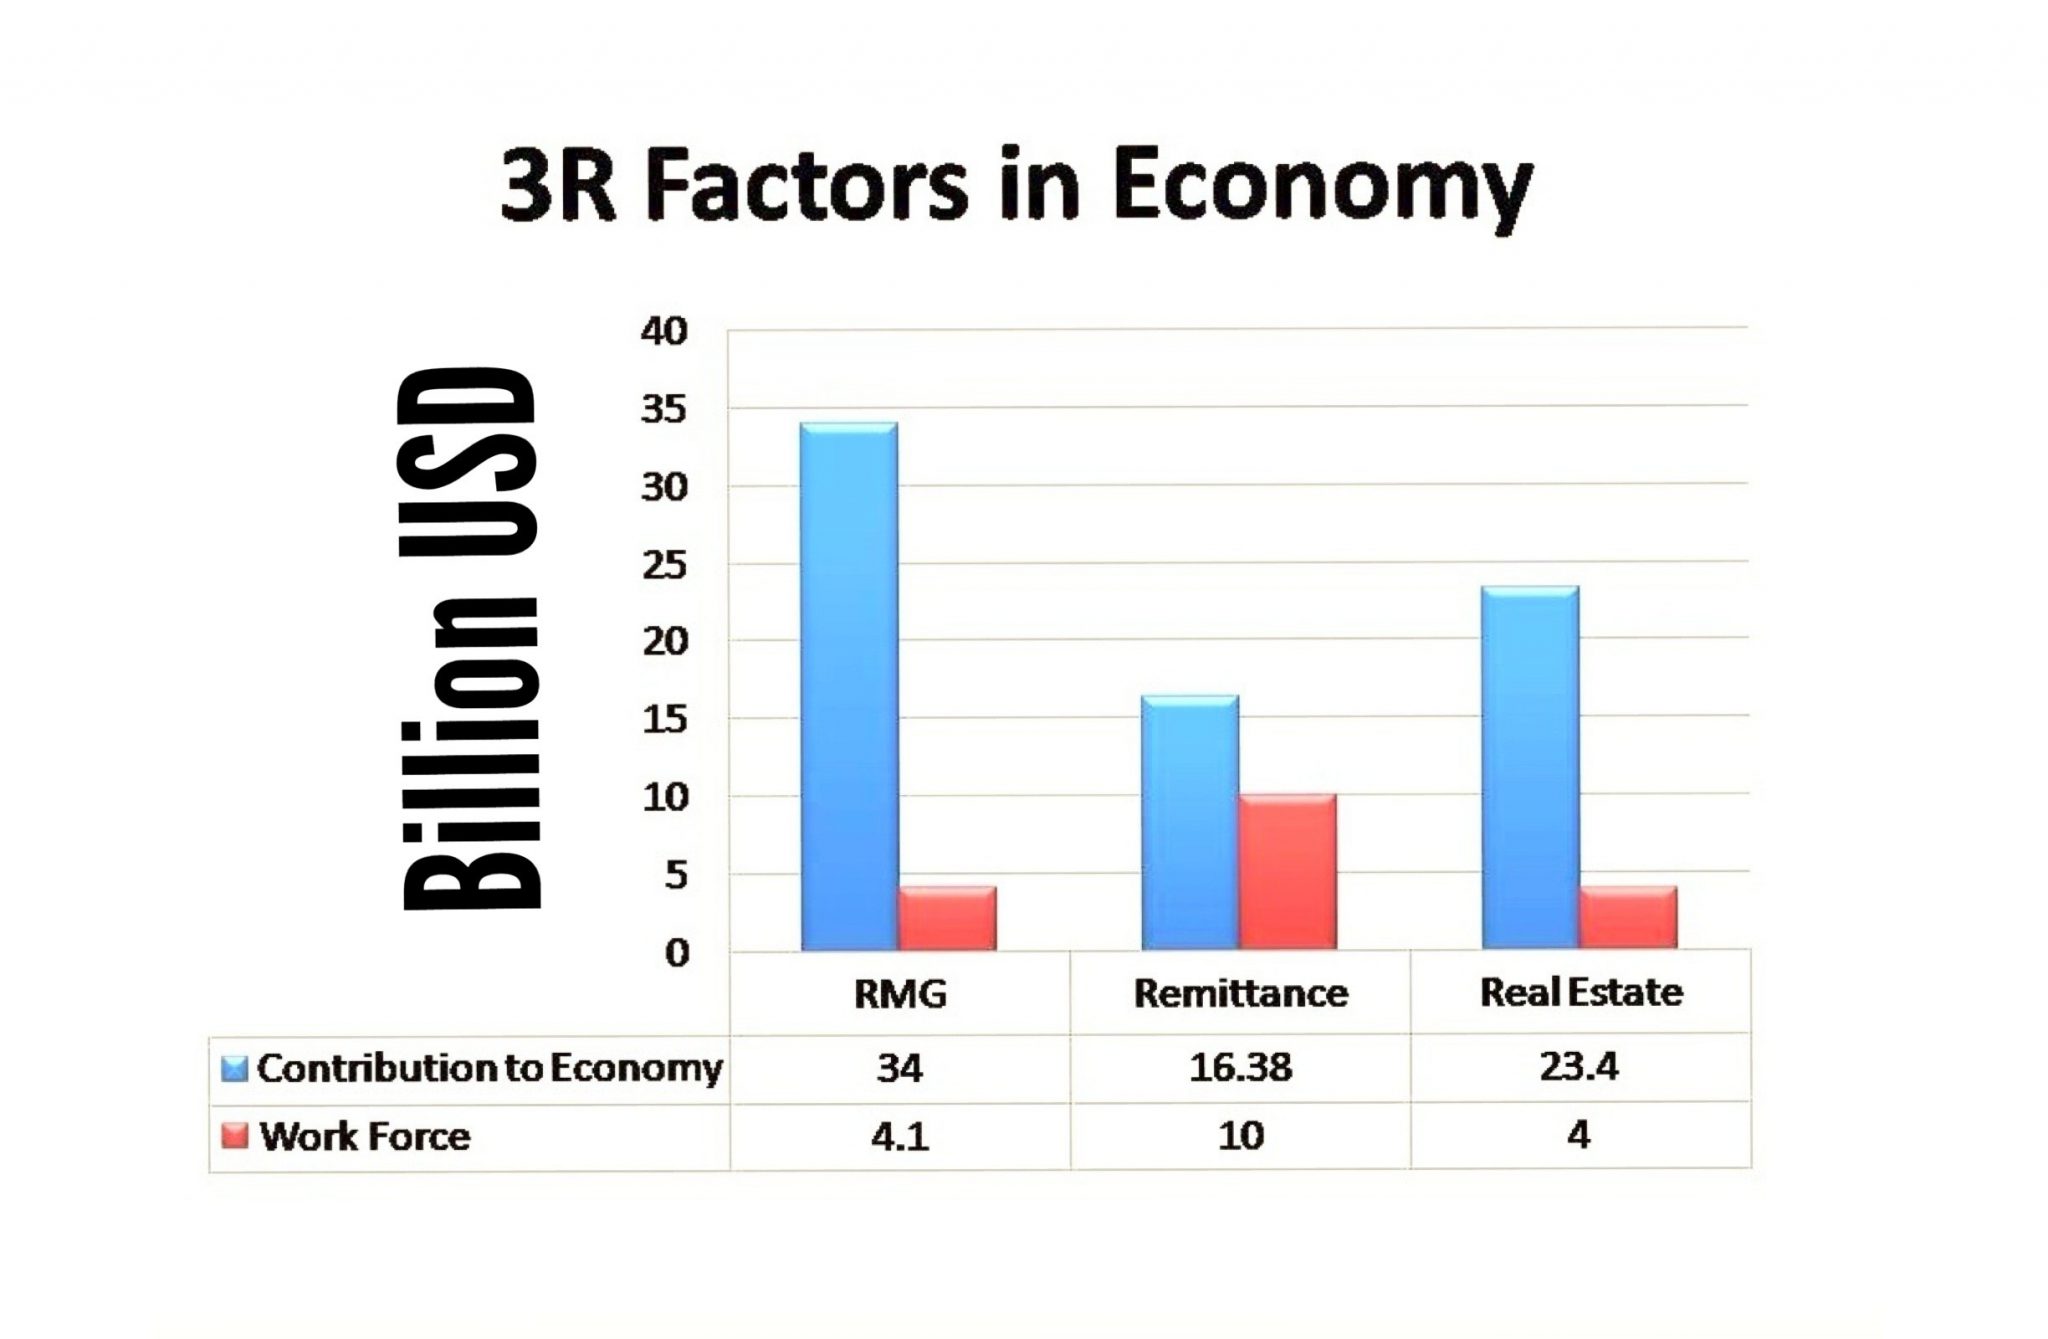 3R Factors in Economy
Billion USD
40
35
30
25
20
15
10
5
0
RMG Remittance Real Estate
Contribution to Economy 34 16.38 23.4
Work Force 4.1 10 4